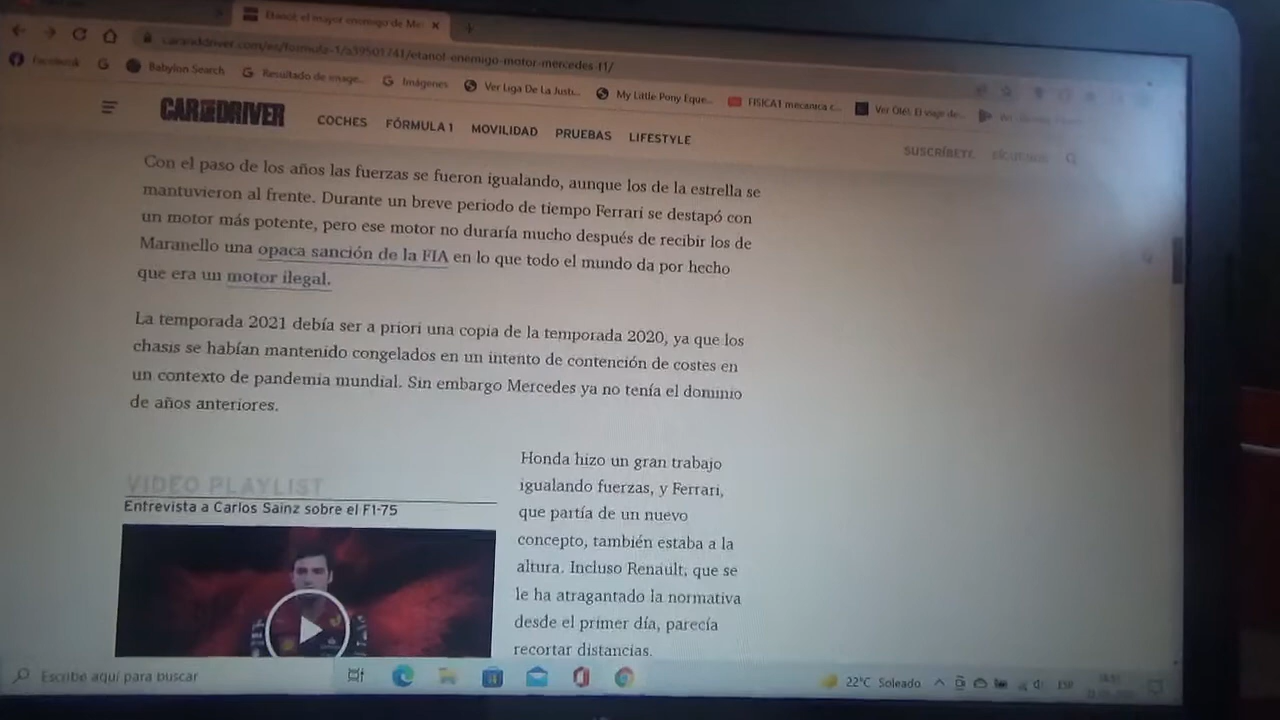 Etanol: el mayor enemigo de Me
caranddriver.com/es/formula-1/a39501741/etanol-enemigo-motor-mercedes-f1/
Facebook
Babylon Search
Resultado de image...
Imágenes
Ver Liga De La Justi...
My Little Pony Eque...
FISICA1 mecanica c...
Ver Olé!. El viaje de...
CAR AND DRIVER
COCHES
FÓRMULA 1
MOVILIDAD
PRUEBAS
LIFESTYLE
SUSCRÍBETE
Con el paso de los años las fuerzas se fueron igualando, aunque los de la estrella se
mantuvieron al frente. Durante un breve periodo de tiempo Ferrari se destapó con
un motor más potente, pero ese motor no duraría mucho después de recibir los de
Maranello una opaca sanción de la FIA en lo que todo el mundo da por hecho
que era un motor ilegal.
La temporada 2021 debía ser a priori una copia de la temporada 2020, ya que los
chasis se habían mantenido congelados en un intento de contención de costes en
un contexto de pandemia mundial. Sin embargo Mercedes ya no tenía el dominio
de años anteriores.
VIDEO PLAYLIST
Entrevista a Carlos Sainz sobre el F1-75
Honda hizo un gran trabajo
igualando fuerzas, y Ferrari,
que partía de un nuevo
concepto, también estaba a la
altura. Incluso Renault, que se
le ha atragantado la normativa
desde el primer día, parecía
recortar distancias.
Escribe aquí para buscar
22°C Soleado
ESP